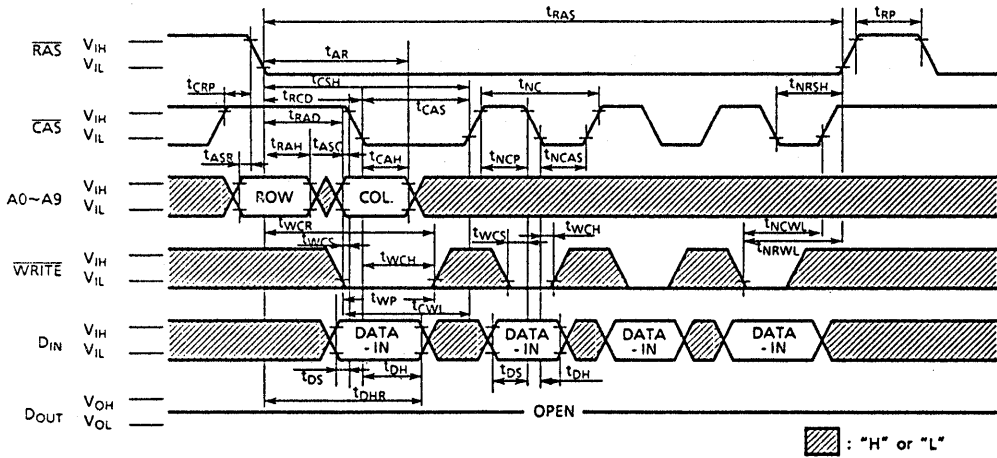 tRAS
tRP
RAS
VIH
VIL
tAR
tCSH
tCRP
tRCD
tCAS
tNC
tNRSH
CAS
VIH
VIL
tRAD
tRAH
tASC
tASR
tCAH
tNCP
tNCAS
A0~A9
VIH
VIL
ROW
COL.
tWCR
tWCS
tWCH
tWCS
tWCH
tNCWL
tNRWL
WRITE
VIH
VIL
tWP
tCWL
DIN
VIH
VIL
DATA
-IN
DATA
-IN
DATA
-IN
DATA-IN
tDS
tDH
tDS
tDH
tDHR
DOUT
VOH
VOL
OPEN
: "H" or "L"